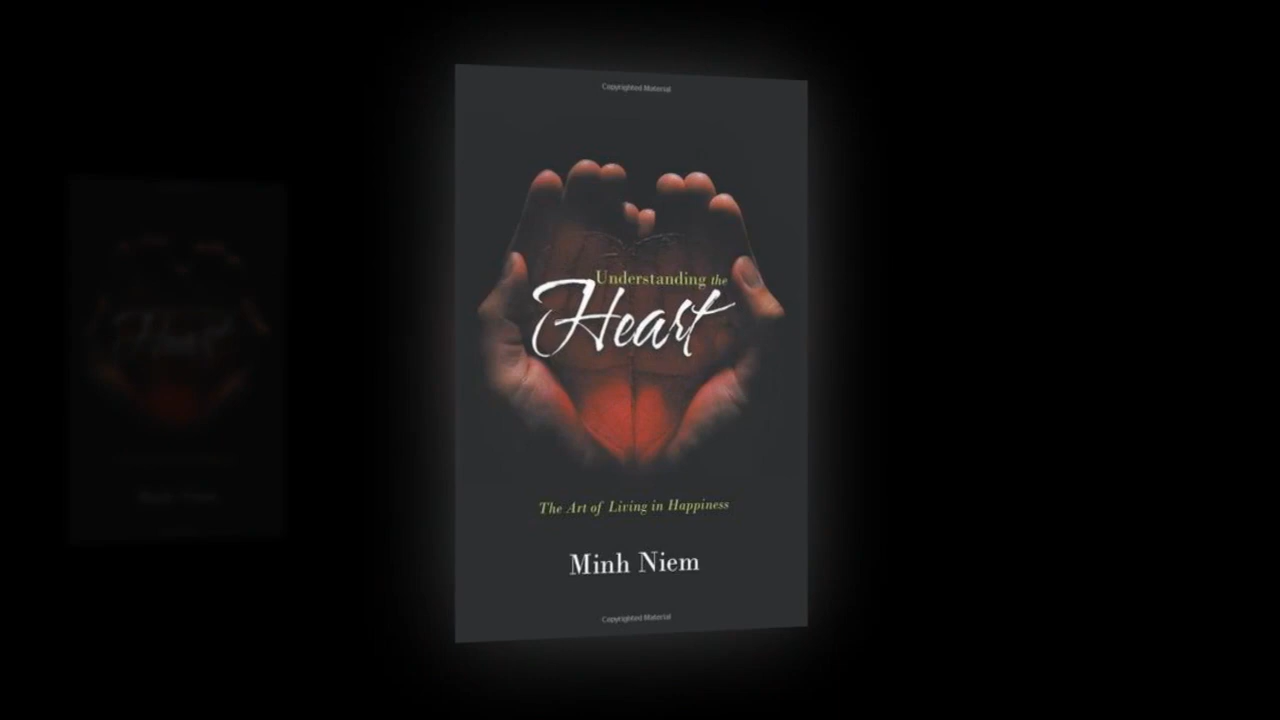 Copyrighted Material
Understanding the
Heart
The Art of Living in Happiness
Minh Niem
Copyrighted Material